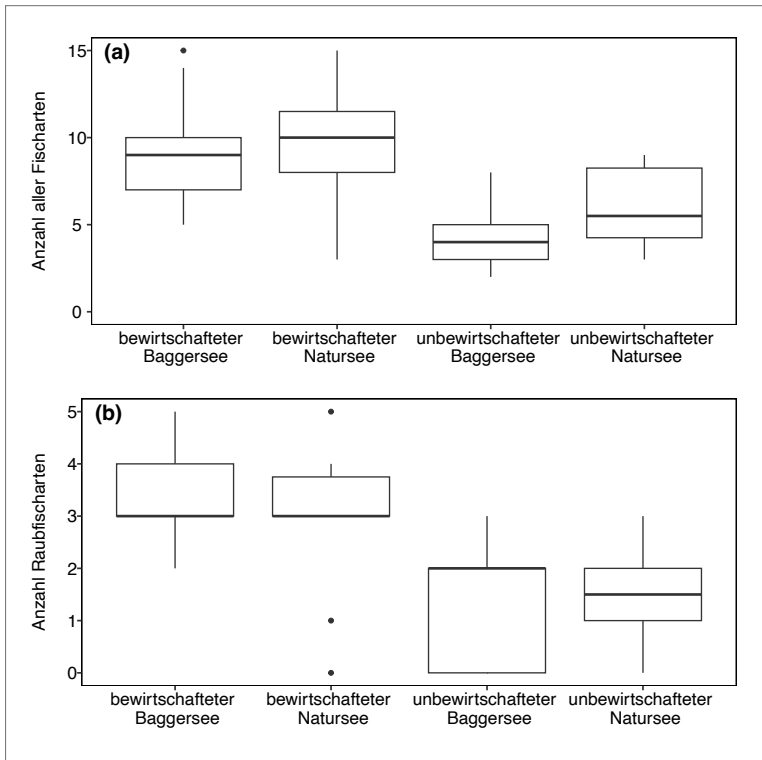 (a)
Anzahl aller Fischarten
15
10
5
0
bewirtschafteter
Baggersee
bewirtschafteter
Natursee
unbewirtschafteter
Baggersee
unbewirtschafteter
Natursee
(b)
Anzahl Raubfischarten
5
4
3
2
1
0
bewirtschafteter
Baggersee
bewirtschafteter
Natursee
unbewirtschafteter
Baggersee
unbewirtschafteter
Natursee